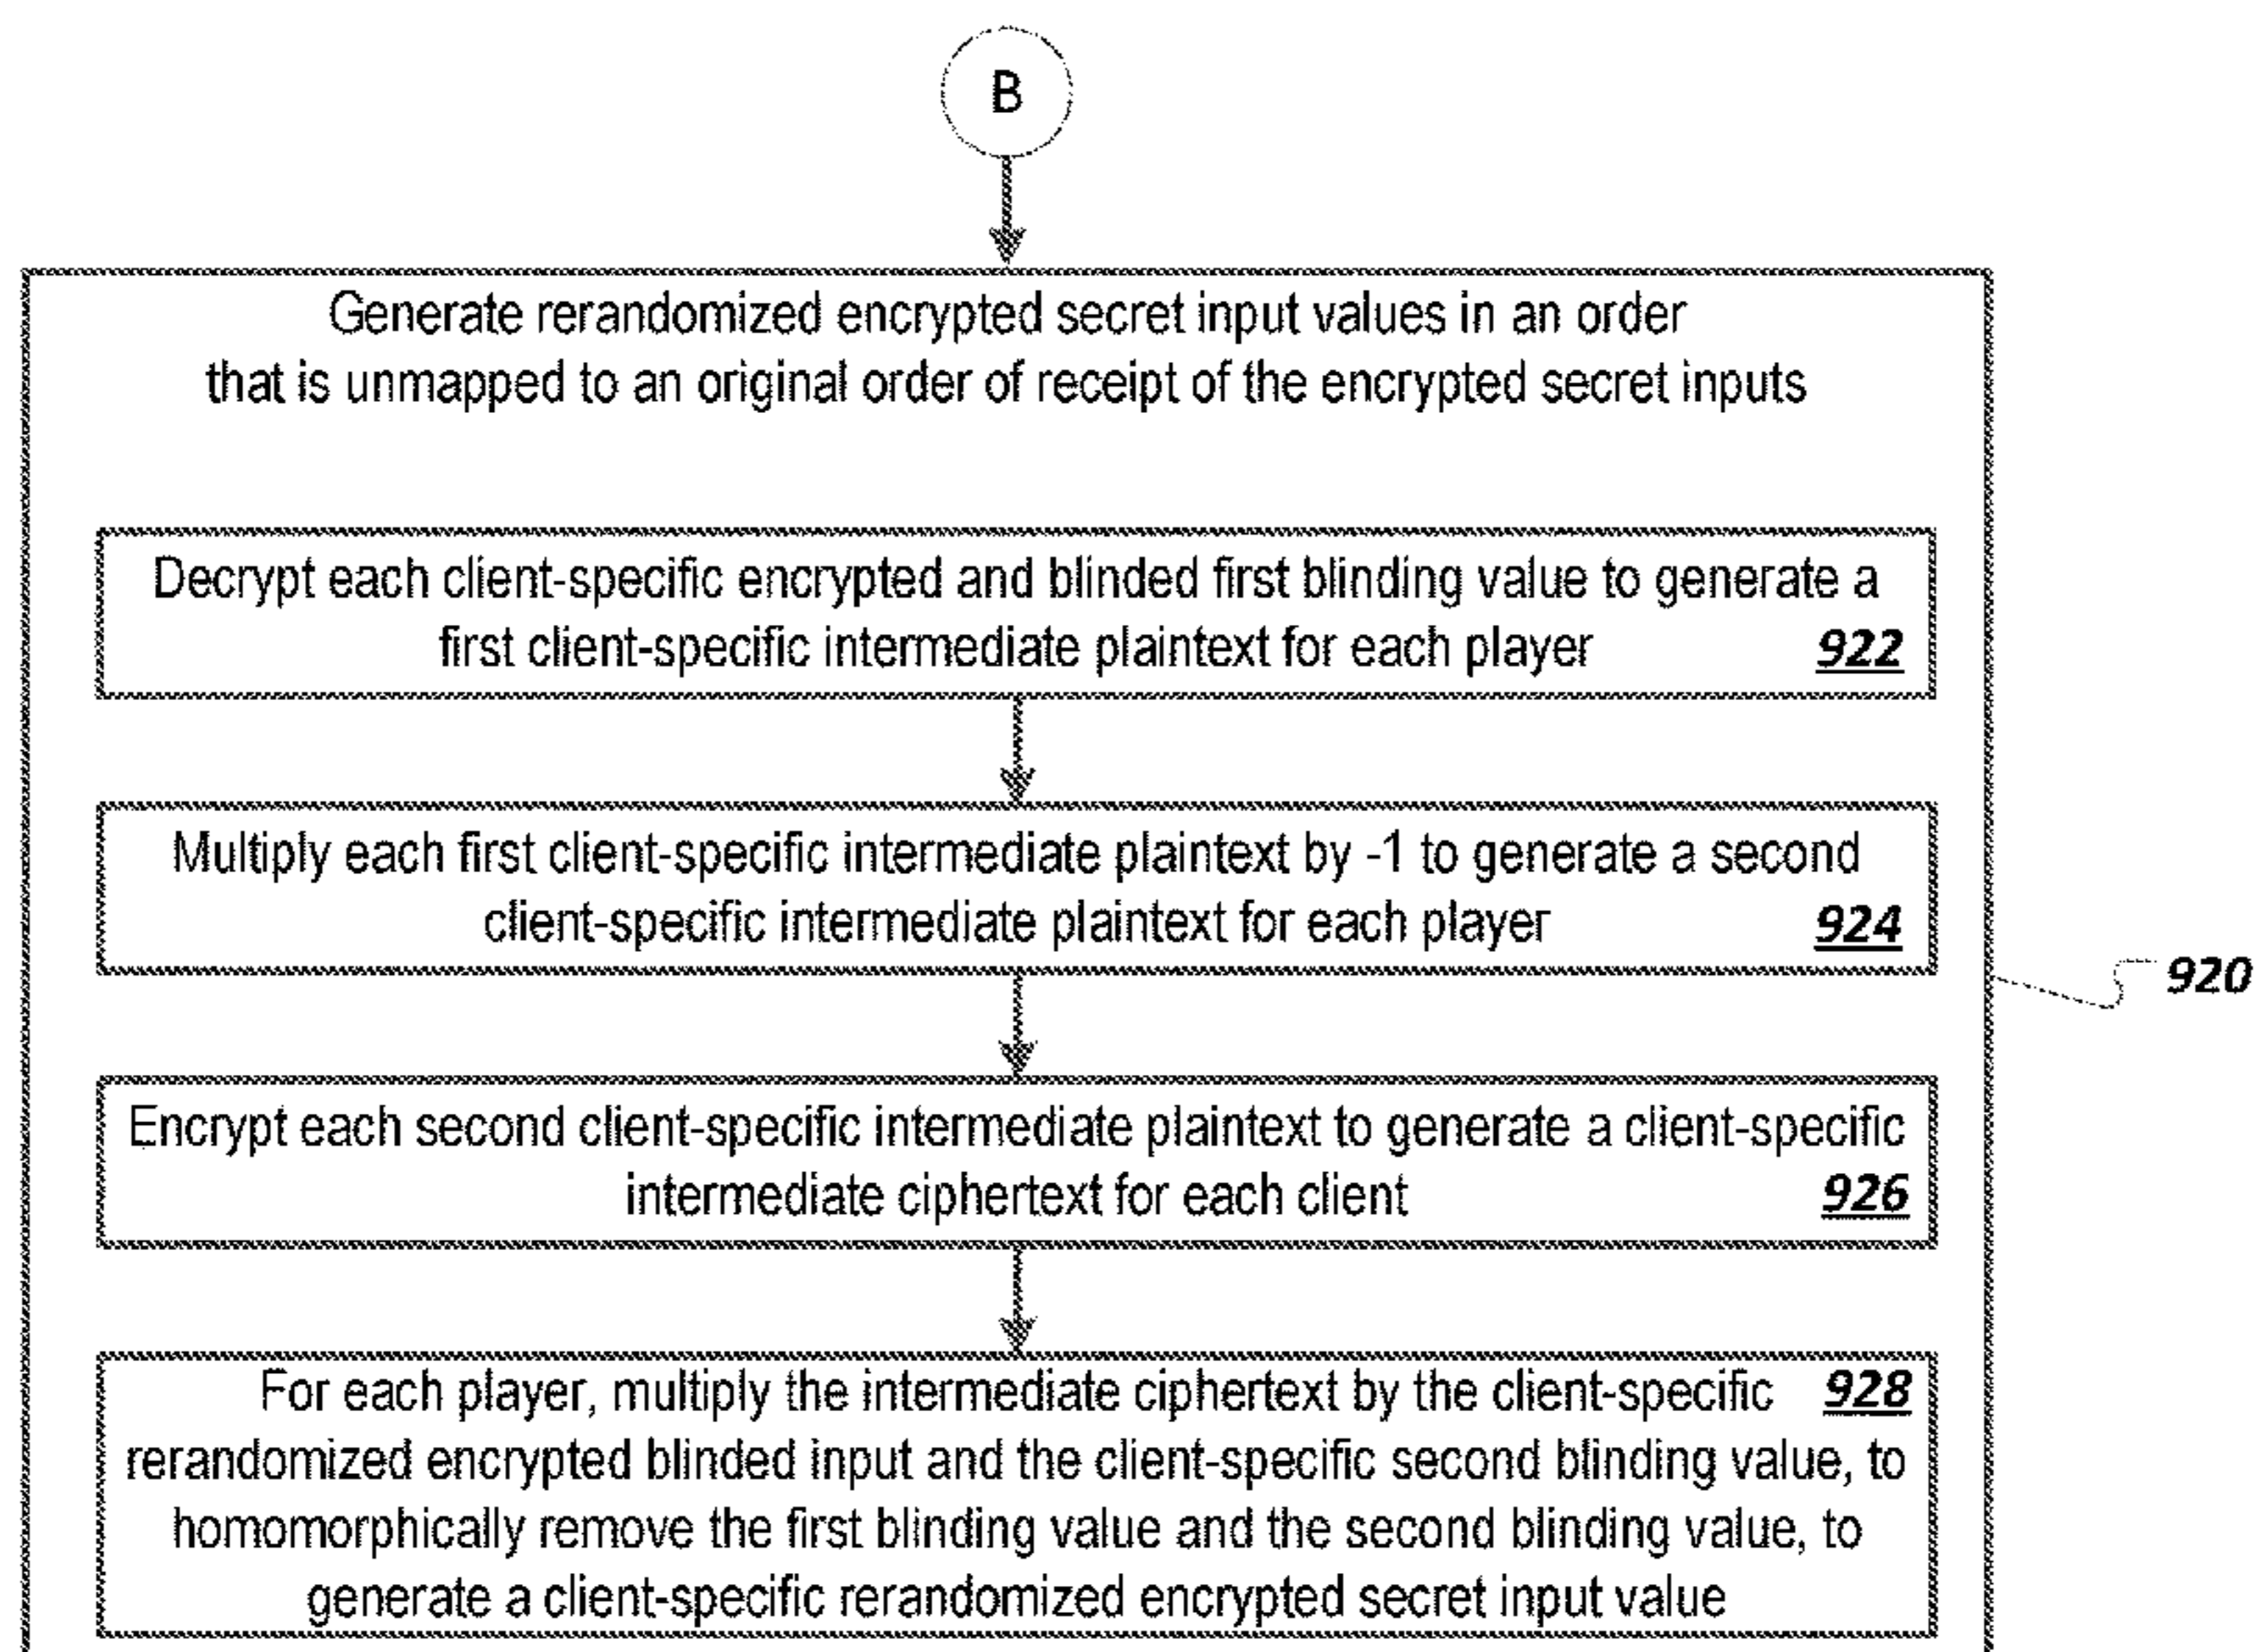 B
Generate rerandomized encrypted secret input values in an order
that is unmapped to an original order of receipt of the encrypted secret inputs
Decrypt each client-specific encrypted and blinded first blinding value to generate a
first client-specific intermediate plaintext for each player 922
Multiply each first client-specific intermediate plaintext by -1 to generate a second
client-specific intermediate plaintext for each player 924
920
Encrypt each second client-specific intermediate plaintext to generate a client-specific
intermediate ciphertext for each client 926
For each player, multiply the intermediate ciphertext by the client-specific 928
rerandomized encrypted blinded input and the client-specific second blinding value, to
homomorphically remove the first blinding value and the second blinding value, to
generate a client-specific rerandomized encrypted secret input value